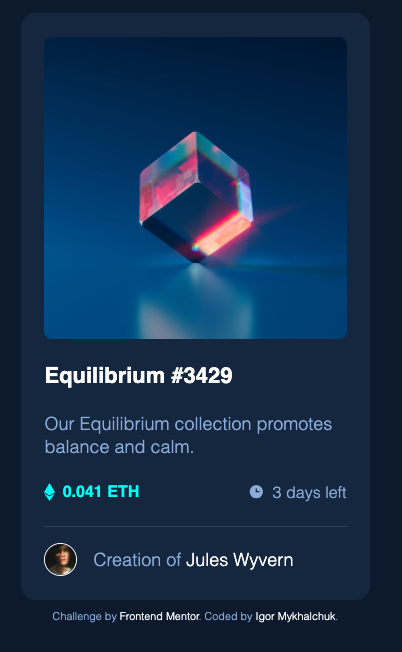 Equilibrium #3429
Our Equilibrium collection promotes
balance and calm.
0.041 ETH
3 days left
Creation of Jules Wyvern
Challenge by Frontend Mentor. Coded by Igor Mykhalchuk.